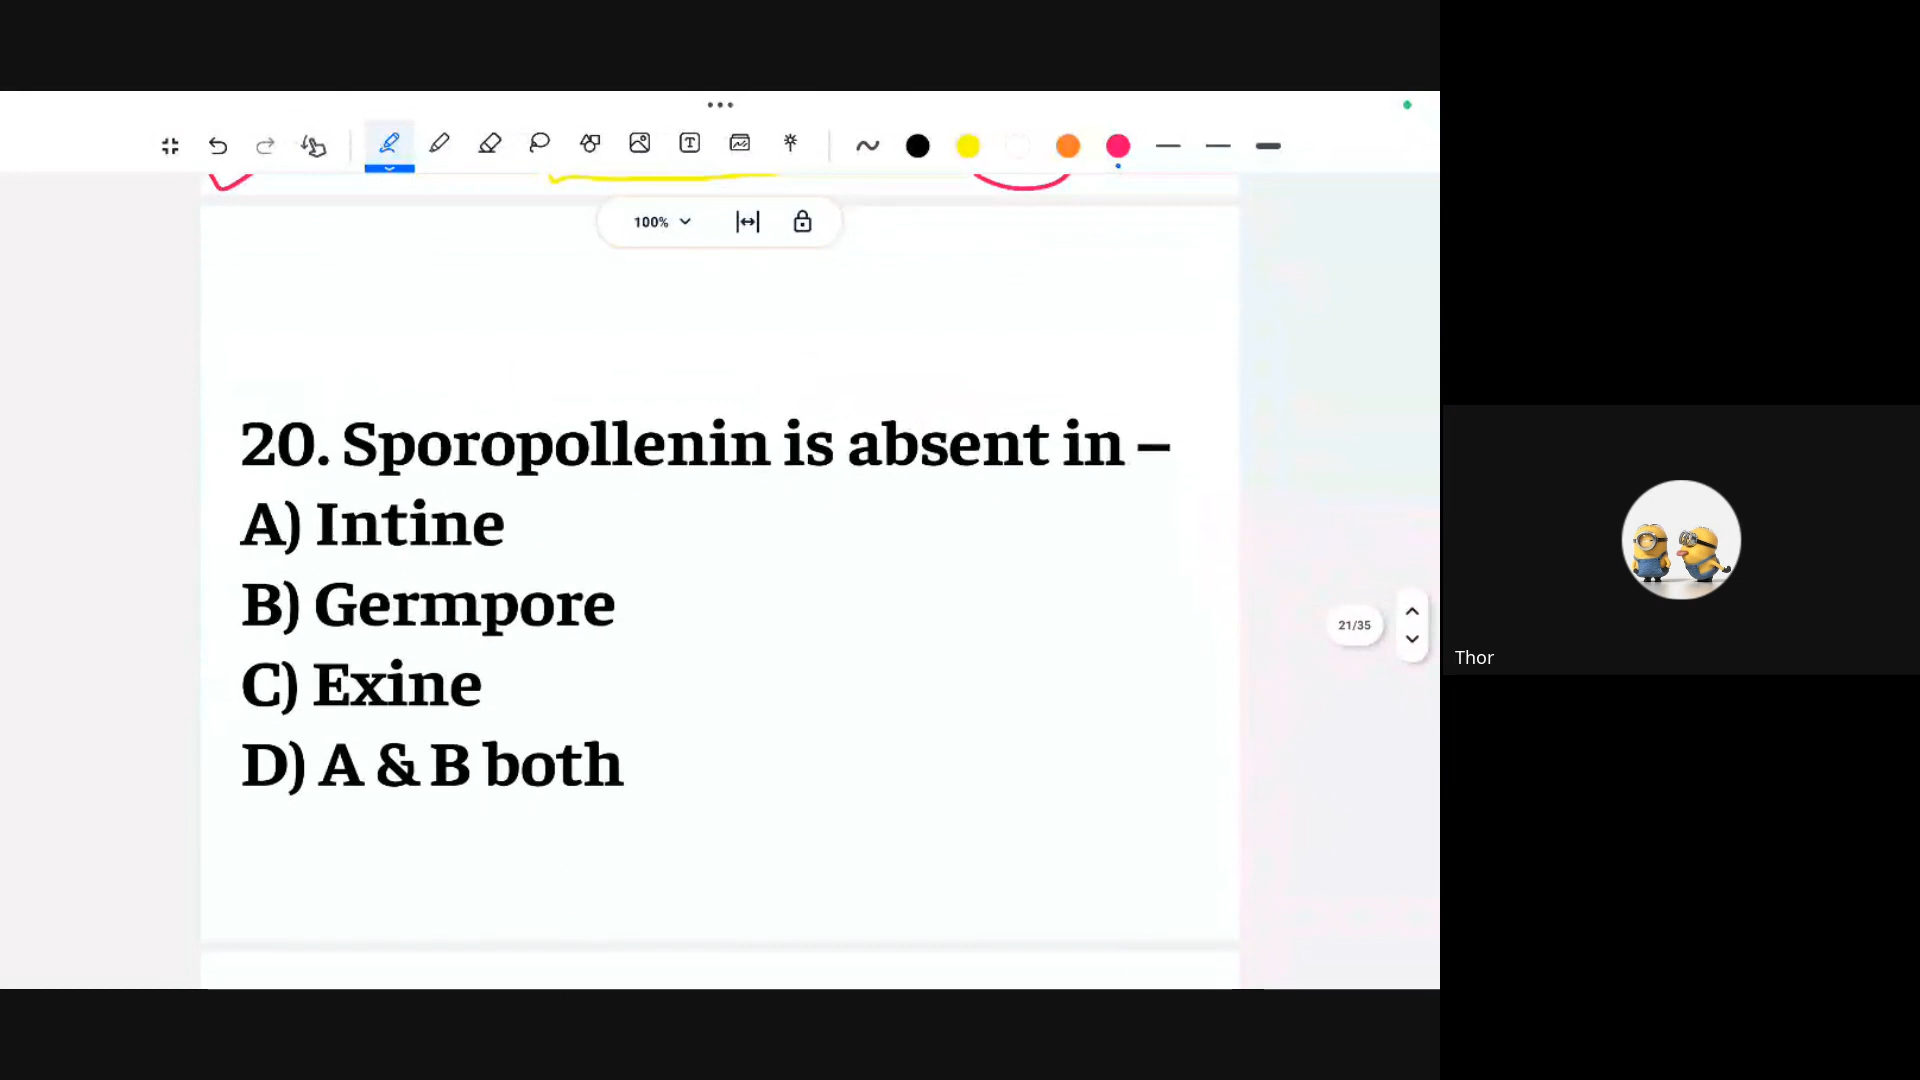 100%
20. Sporopollenin is absent in –
A) Intine
B) Germpore
C) Exine
D) A & B both
21/35
Thor